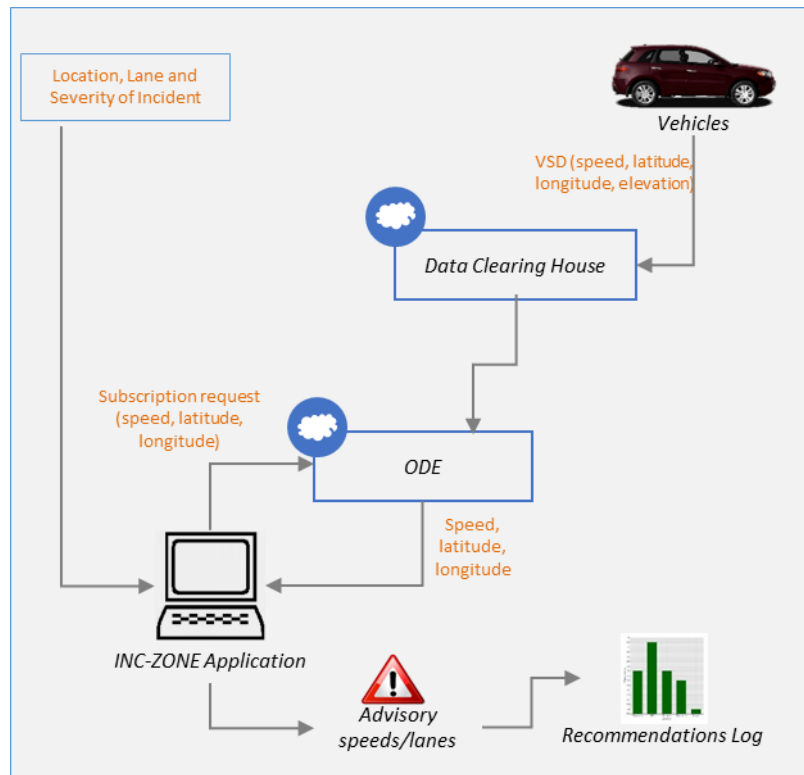 Location, Lane and
Severity of Incident
Vehicles
VSD (speed, latitude,
longitude, elevation)
Data Clearing House
Subscription request
(speed, latitude,
longitude)
ODE
Speed,
latitude,
longitude
INC-ZONE Application
Advisory
speeds/lanes
Recommendations Log